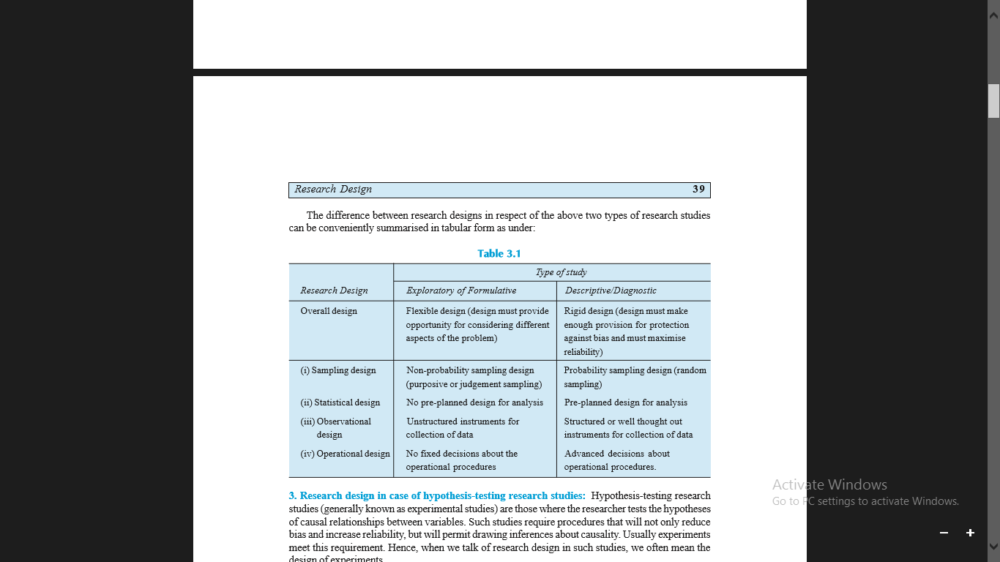 Research Design 39
The difference between research designs in respect of the above two types of research studies
can be conveniently summarised in tabular form as under:
Table 3.1
Type of study
Research Design Exploratory of Formulative Descriptive/Diagnostic
Overall design Flexible design (design must provide Rigid design (design must make
opportunity for considering different enough provision for protection
aspects of the problem) against bias and must maximise
reliability)
(i) Sampling design Non-probability sampling design Probability sampling design (random
(purposive or judgement sampling) sampling)
(ii) Statistical design No pre-planned design for analysis Pre-planned design for analysis
(iii) Observational Unstructured instruments for Structured or well thought out
design collection of data instruments for collection of data
(iv) Operational design No fixed decisions about the Advanced decisions about
operational procedures operational procedures.
3. Research design in case of hypothesis-testing research studies: Hypothesis-testing research
studies (generally known as experimental studies) are those where the researcher tests the hypotheses
of causal relationships between variables. Such studies require procedures that will not only reduce
bias and increase reliability, but will permit drawing inferences about causality. Usually experiments
meet this requirement. Hence, when we talk of research design in such studies, we often mean the
design of experiments.
Activate Windows
Go to PC settings to activate Windows.